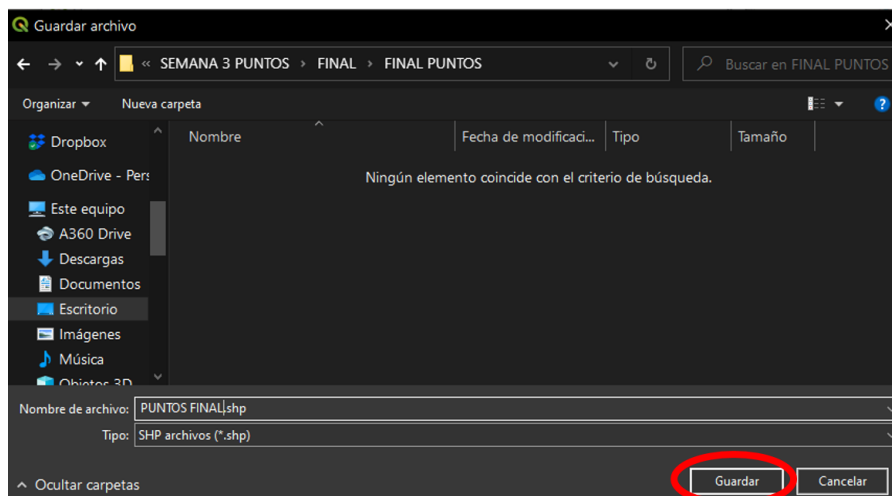 Guardar archivo
« SEMANA 3 PUNTOS › FINAL › FINAL PUNTOS
Buscar en FINAL PUNTOS
Organizar
Nueva carpeta
?
Nombre
Fecha de modificaci...
Tipo
Tamaño
Dropbox
OneDrive - Pers
Ningún elemento coincide con el criterio de búsqueda.
Este equipo
A360 Drive
Descargas
Documentos
Escritorio
Imágenes
Música
Objetos 3D
Nombre de archivo: PUNTOS FINAL.shp
Tipo: SHP archivos (*.shp)
Ocultar carpetas
Guardar
Cancelar